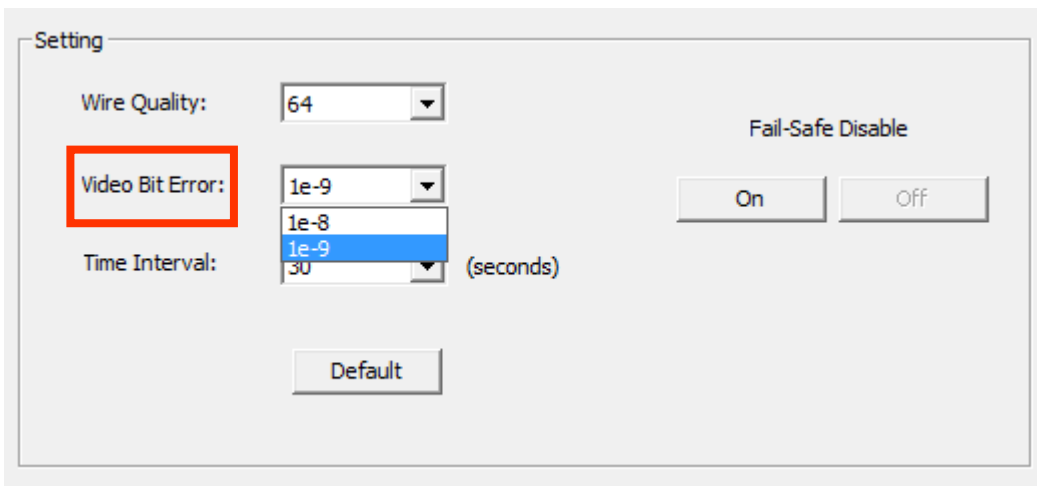 Setting
Wire Quality: 64
Fail-Safe Disable
Video Bit Error: 1e-9
On Off
1e-8
1e-9
Time Interval: 30 (seconds)
Default